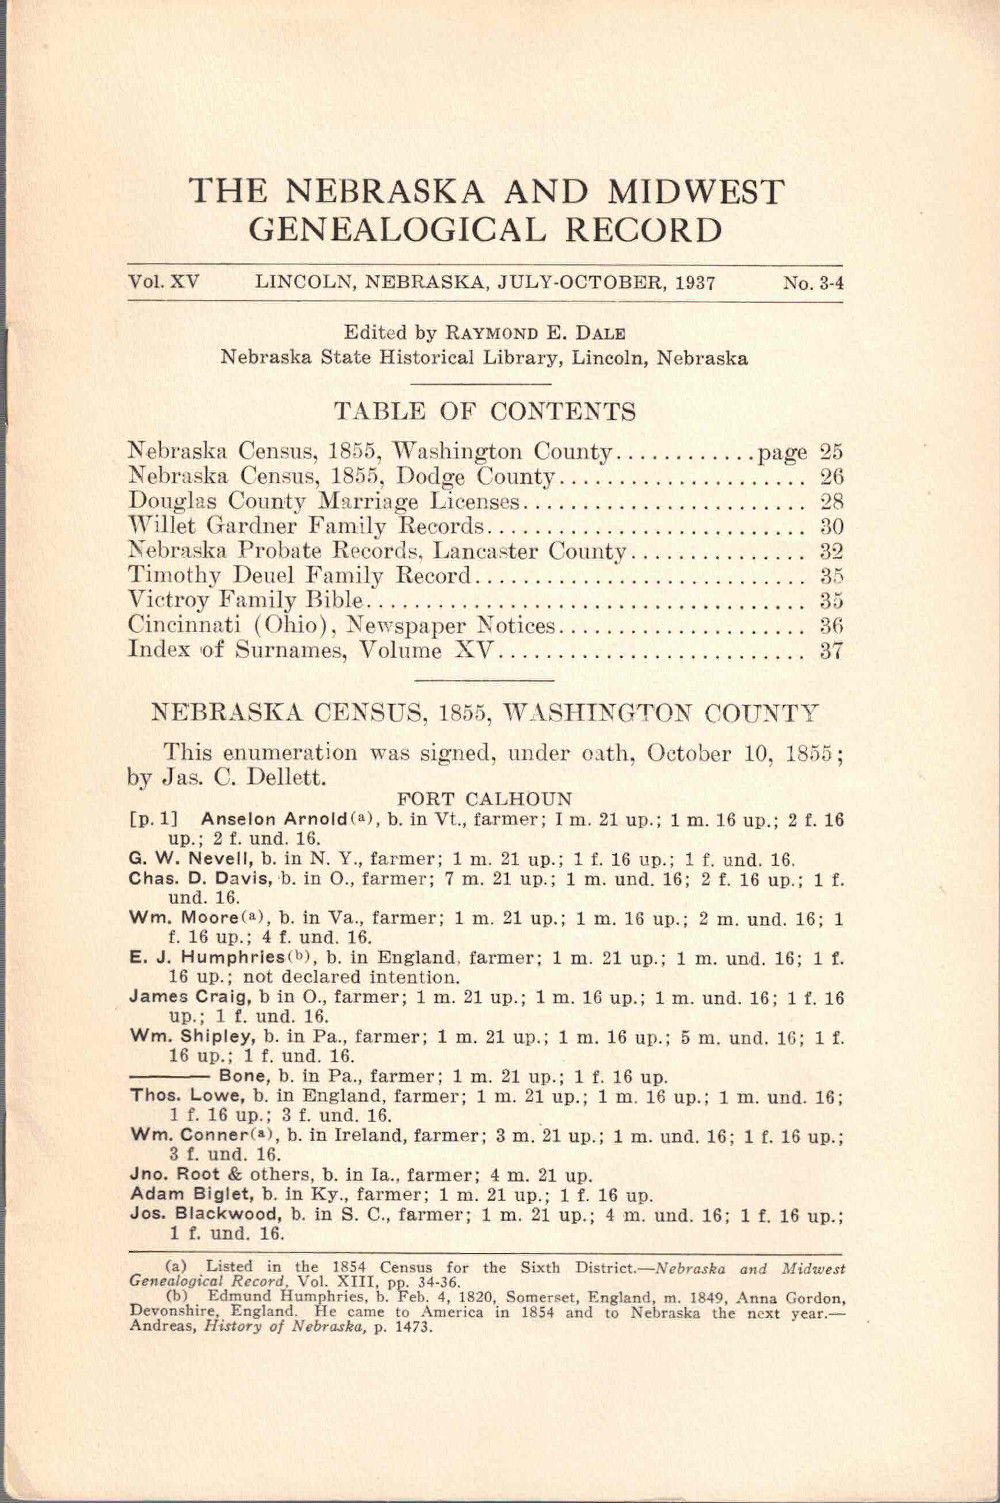 THE NEBRASKA AND MIDWEST
GENEALOGICAL RECORD
Vol. XV LINCOLN, NEBRASKA, JULY-OCTOBER, 1937 No. 3-4
Edited by RAYMOND E. DALE
Nebraska State Historical Library, Lincoln, Nebraska
TABLE OF CONTENTS
Nebraska Census, 1855, Washington County............page 25
Nebraska Census, 1855, Dodge County..................... 26
Douglas County Marriage Licenses........................ 28
Willet Gardner Family Records........................... 30
Nebraska Probate Records, Lancaster County.............. 32
Timothy Deuel Family Record............................ 35
Victroy Family Bible.................................... 35
Cincinnati (Ohio), Newspaper Notices.................... 36
Index of Surnames, Volume XV.......................... 37
NEBRASKA CENSUS, 1855, WASHINGTON COUNTY
This enumeration was signed, under oath, October 10, 1855;
by Jas. C. Dellett.
FORT CALHOUN
[p. 1] Anselon Arnold(a), b. in Vt., farmer; I m. 21 up.; 1 m. 16 up.; 2 f. 16
up.; 2 f. und. 16.
G. W. Nevell, b. in N. Y., farmer; 1 m. 21 up.; 1 f. 16 up.; 1 f. und. 16.
Chas. D. Davis, b. in O., farmer; 7 m. 21 up.; 1 m. und. 16; 2 f. 16 up.; 1 f.
und. 16.
Wm. Moore(a), b. in Va., farmer; 1 m. 21 up.; 1 m. 16 up.; 2 m. und. 16; 1
f. 16 up.; 4 f. und. 16.
E. J. Humphries(b), b. in England, farmer; 1 m. 21 up.; 1 m. und. 16; 1 f.
16 up.; not declared intention.
James Craig, b in O., farmer; 1 m. 21 up.; 1 m. 16 up.; 1 m. und. 16; 1 f. 16
up.; 1 f. und. 16.
Wm. Shipley, b. in Pa., farmer; 1 m. 21 up.; 1 m. 16 up.; 5 m. und. 16; 1 f.
16 up.; 1 f. und. 16.
——— Bone, b. in Pa., farmer; 1 m. 21 up.; 1 f. 16 up.
Thos. Lowe, b. in England, farmer; 1 m. 21 up.; 1 m. 16 up.; 1 m. und. 16;
1 f. 16 up.; 3 f. und. 16.
Wm. Conner(a), b. in Ireland, farmer; 3 m. 21 up.; 1 m. und. 16; 1 f. 16 up.;
3 f. und. 16.
Jno. Root & others, b. in Ia., farmer; 4 m. 21 up.
Adam Biglet, b. in Ky., farmer; 1 m. 21 up.; 1 f. 16 up.
Jos. Blackwood, b. in S. C., farmer; 1 m. 21 up.; 4 m. und. 16; 1 f. 16 up.;
1 f. und. 16.
(a) Listed in the 1854 Census for the Sixth District.—Nebraska and Midwest
Genealogical Record, Vol. XIII, pp. 34-36.
(b) Edmund Humphries, b. Feb. 4, 1820, Somerset, England, m. 1849, Anna Gordon,
Devonshire, England. He came to America in 1854 and to Nebraska the next year.—
Andreas, History of Nebraska, p. 1473.